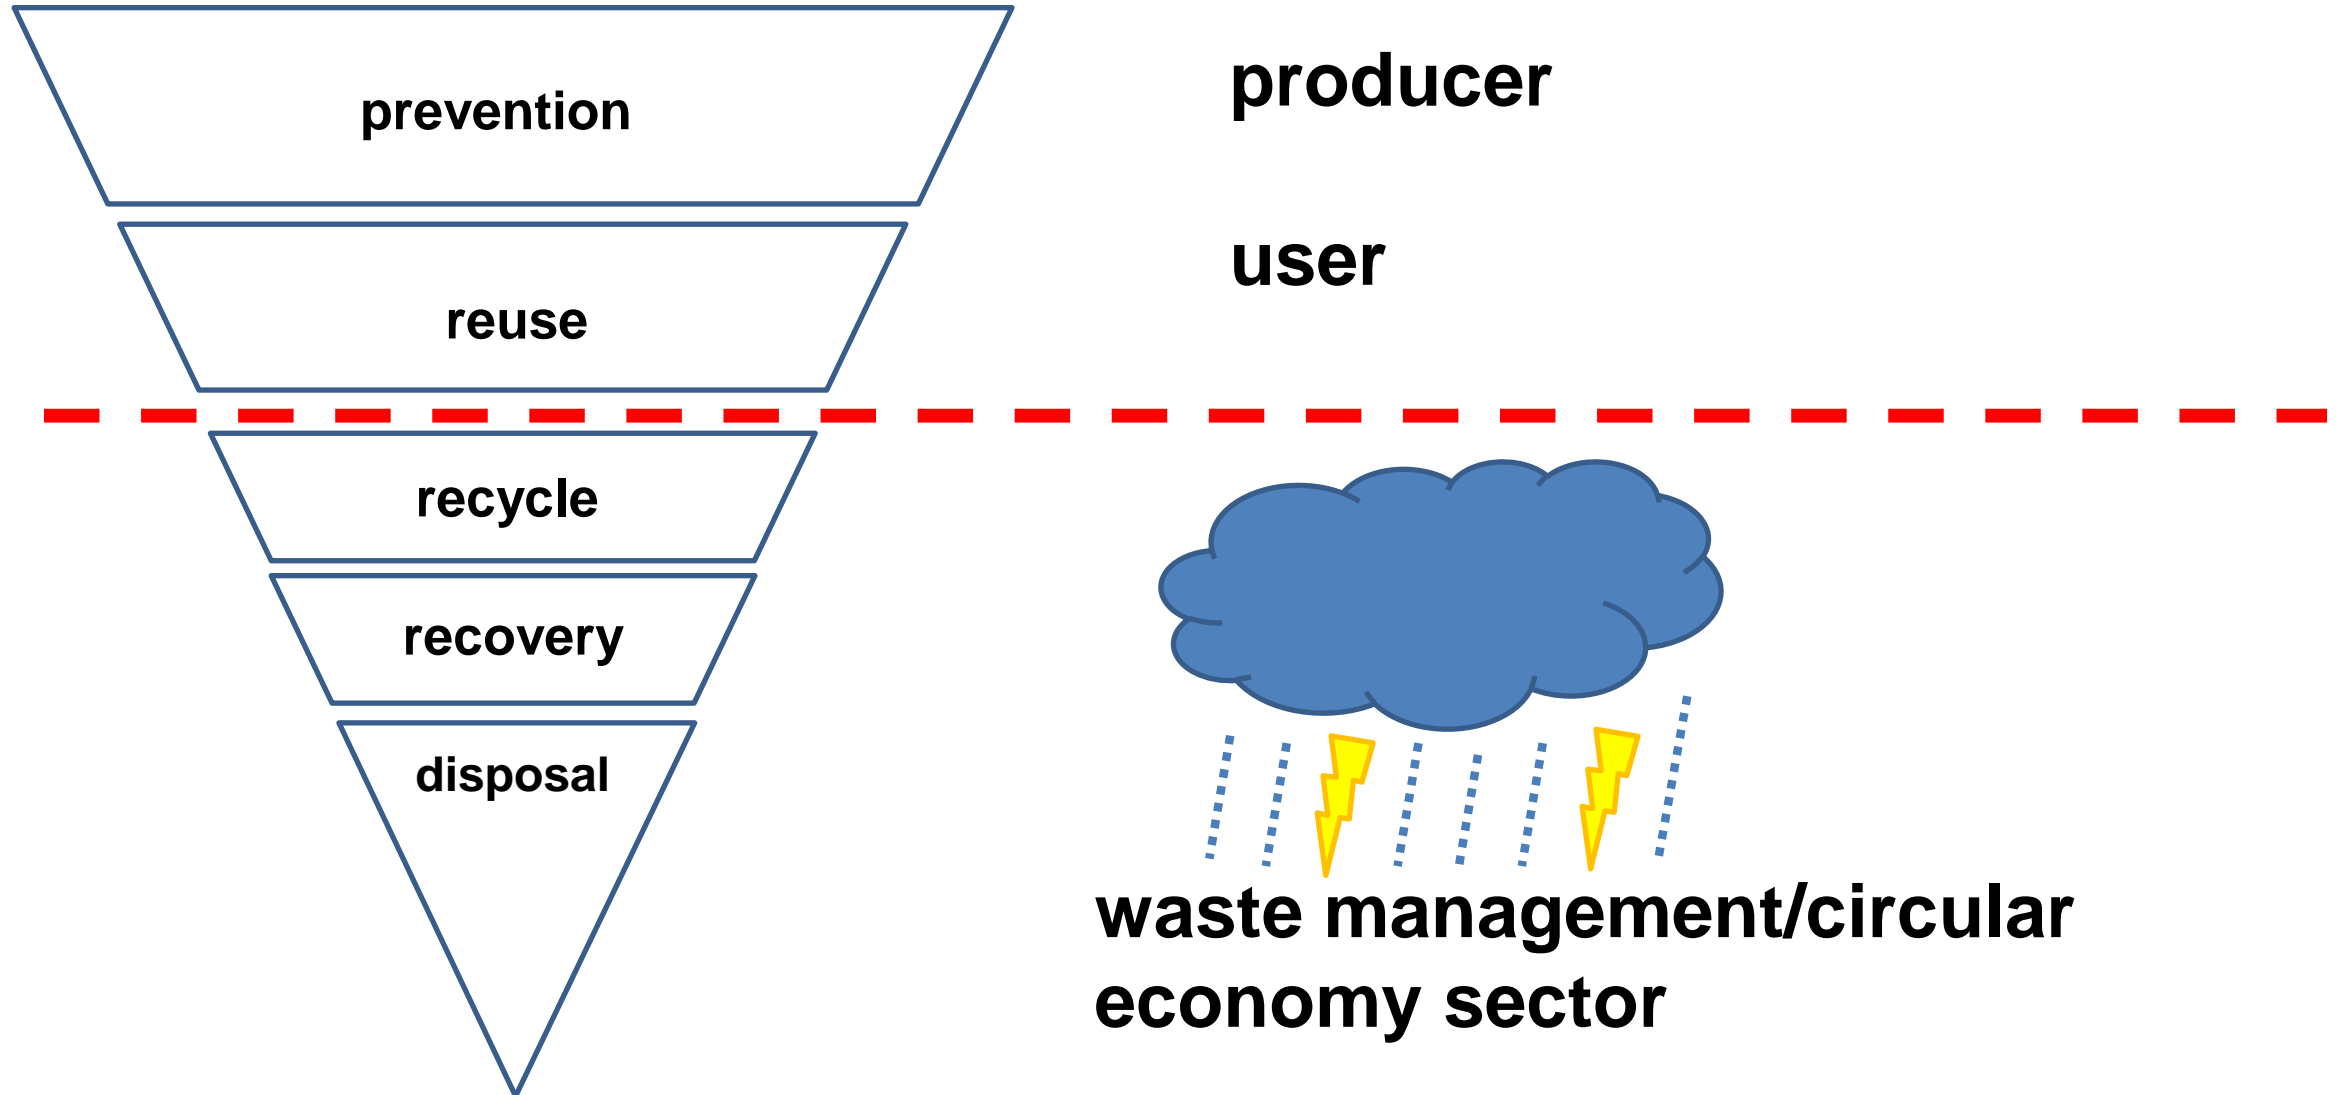 prevention
producer
user
reuse
recycle
recovery
disposal
waste management/circular
economy sector